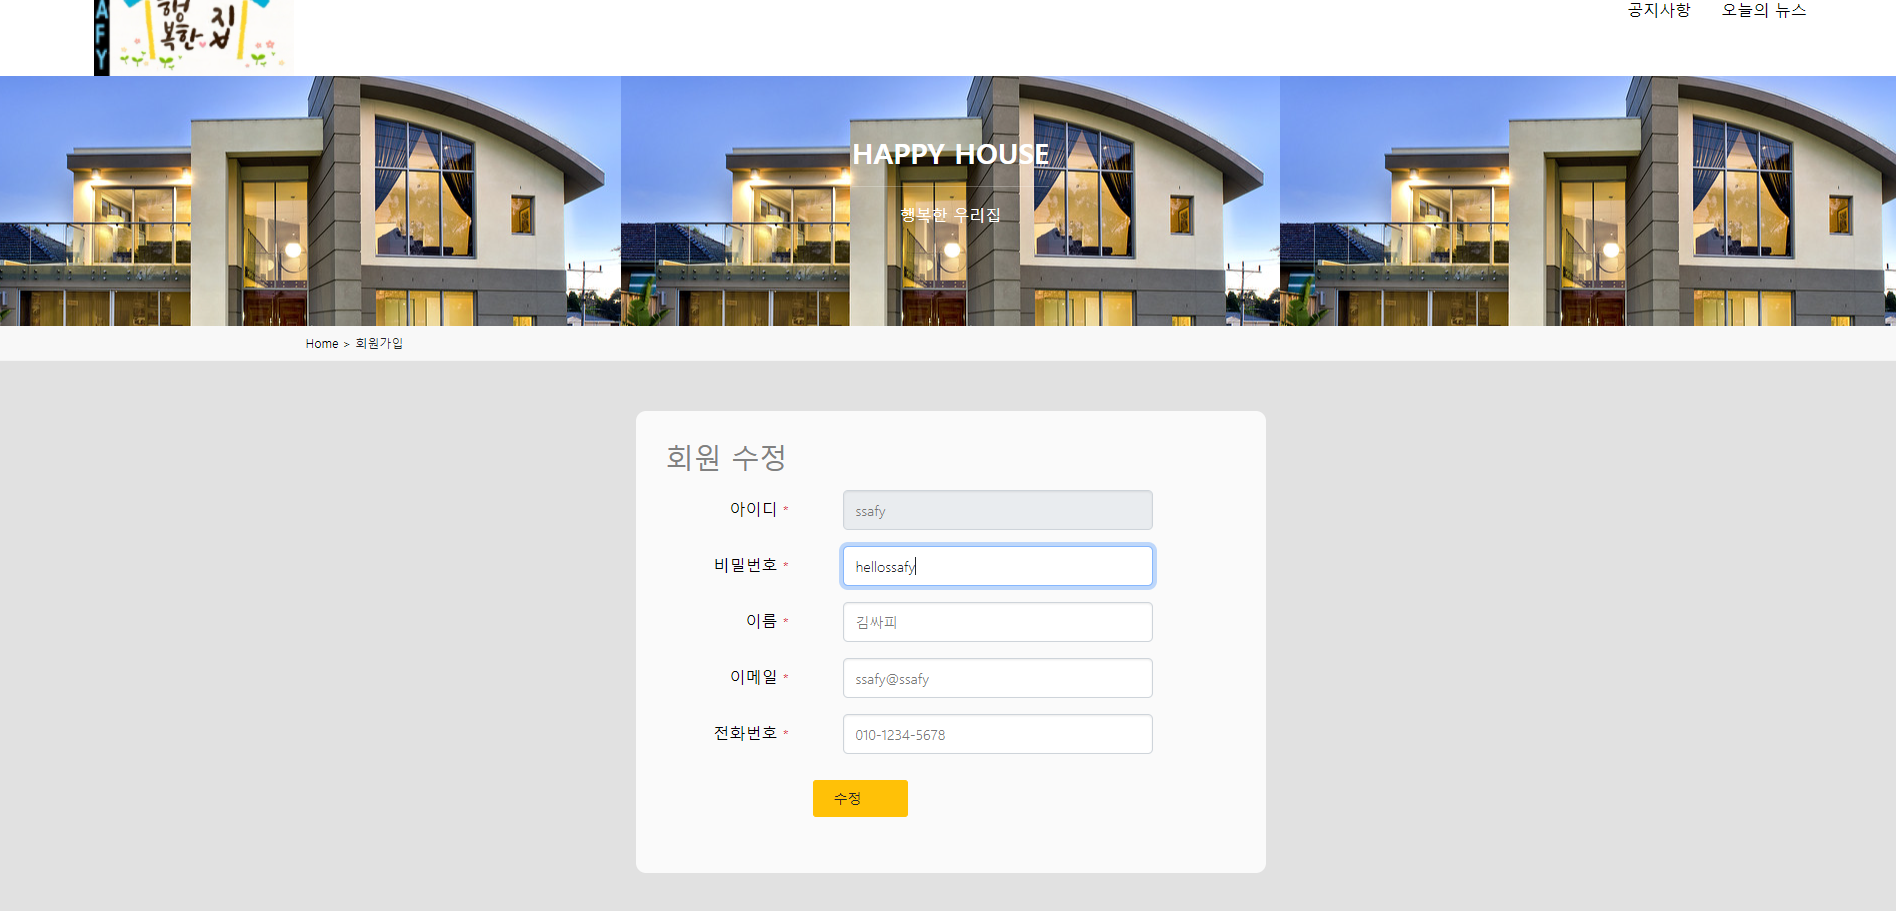 AFY
행
복한 집
공지사항 오늘의 뉴스
HAPPY HOUSE
행복한 우리집
Home > 회원가입
회원 수정
아이디 * ssafy
비밀번호 * hellossafy
이름 * 김싸피
이메일 * ssafy@ssafy
전화번호 * 010-1234-5678
수정